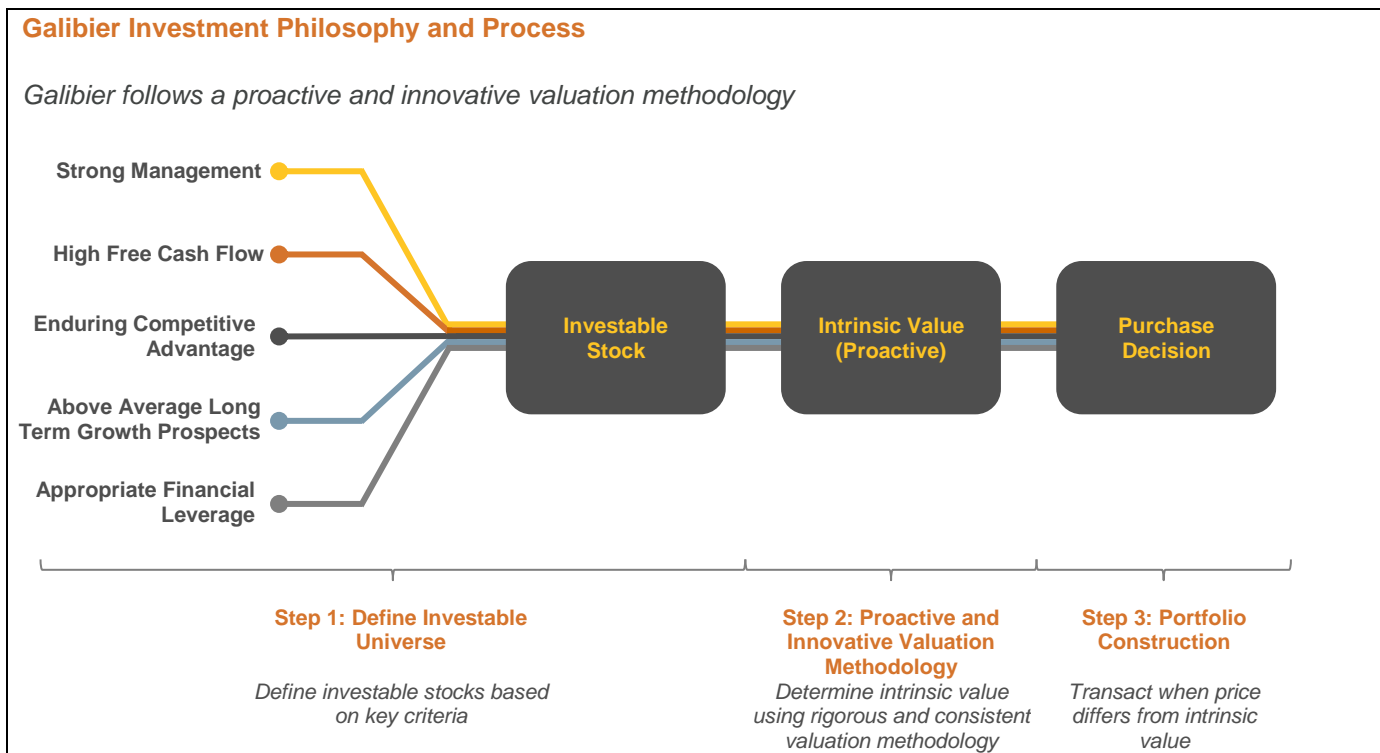 Galibier Investment Philosophy and Process
Galibier follows a proactive and innovative valuation methodology
Strong Management
High Free Cash Flow
Enduring Competitive
Advantage
Above Average Long
Term Growth Prospects
Appropriate Financial
Leverage
Investable
Stock
Intrinsic Value
(Proactive)
Purchase
Decision
Step 1: Define Investable
Universe
Define investable stocks based
on key criteria
Step 2: Proactive and
Innovative Valuation
Methodology
Determine intrinsic value
using rigorous and consistent
valuation methodology
Step 3: Portfolio
Construction
Transact when price
differs from intrinsic
value